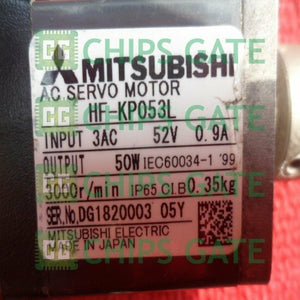 CHIPS GATE
MITSUBISHI
AC SERVO MOTOR
HF-KP053L
INPUT 3AC 52V 0.9A
OUTPUT 50W IEC60034-1 '99
3000r/min IP65 Cl.B 0.35kg
SER.No.DG1820003 05Y
MITSUBISHI ELECTRIC
MADE IN JAPAN
CHIPS GATE